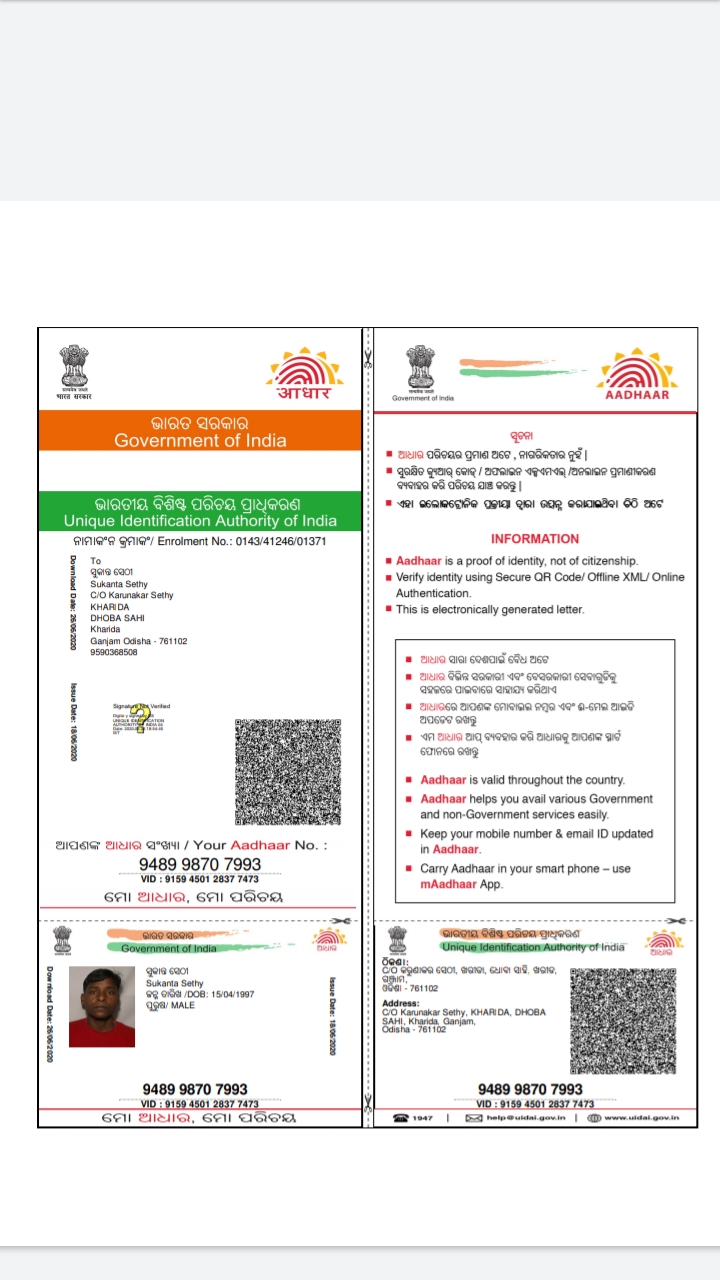 भारत सरकार
आधार
ଭାରତ ସରକାର
Government of India
ଭାରତୀୟ ବିଶିଷ୍ଟ ପରିଚୟ ପ୍ରାଧିକରଣ
Unique Identification Authority of India
ନାମାଙ୍କନ କ୍ରମାଙ୍କ/ Enrolment No.: 0143/41246/01371
Download Date: 26/06/2020
To
ସୁକାନ୍ତ ସେଠୀ
Sukanta Sethy
C/O Karunakar Sethy
KHARIDA
DHOBA SAHI
Kharida
Ganjam Odisha - 761102
9590368508
Issue Date: 18/06/2020
Signature Not Verified
ଆପଣଙ୍କ ଆଧାର ସଂଖ୍ୟା / Your Aadhaar No. :
9489 9870 7993
VID : 9159 4501 2837 7473
ମୋ ଆଧାର, ମୋ ପରିଚୟ
Government of India
AADHAAR
ସୂଚନା
ଆଧାର ପରିଚୟର ପ୍ରମାଣ ଅଟେ , ନାଗରିକତାର ନୁହଁ |
ସୁରକ୍ଷିତ କ୍ୟୁଆର୍ କୋଡ୍ / ଅଫଲାଇନ ଏକ୍ସଏମଏଲ୍ /ଅନଲାଇନ ପ୍ରମାଣୀକରଣ
ବ୍ୟବହାର କରି ପରିଚୟ ଯାଞ୍ଚ କରନ୍ତୁ |
ଏହା ଇଲେକଟ୍ରୋନିକ ପ୍ରକ୍ରୀୟା ଦ୍ୱାରା ଉତ୍ପନ୍ନ କରାଯାଇଥିବା ଚିଠି ଅଟେ
INFORMATION
Aadhaar is a proof of identity, not of citizenship.
Verify identity using Secure QR Code/ Offline XML/ Online
Authentication.
This is electronically generated letter.
ଆଧାର ସାରା ଦେଶପାଇଁ ବୈଧ ଅଟେ
ଆଧାର ବିଭିନ୍ନ ସରକାରୀ ଏବଂ ବେସରକାରୀ ସେବାଗୁଡିକୁ
ସହଜରେ ପାଇବାରେ ସାହାଯ୍ୟ କରିଥାଏ
ଆଧାରରେ ଆପଣଙ୍କ ମୋବାଇଲ ନମ୍ବର ଏବଂ ଈ-ମେଲ ଆଇଡି
ଅପଡେଟ ରଖନ୍ତୁ
ଏମ ଆଧାର ଆପ୍ ବ୍ୟବହାର କରି ଆଧାରକୁ ଆପଣଙ୍କ ସ୍ମାର୍ଟ
ଫୋନରେ ରଖନ୍ତୁ
Aadhaar is valid throughout the country.
Aadhaar helps you avail various Government
and non-Government services easily.
Keep your mobile number & email ID updated
in Aadhaar.
Carry Aadhaar in your smart phone – use
mAadhaar App.
ଭାରତ ସରକାର
Government of India
ଆଧାର
Download Date: 26/06/2020
ସୁକାନ୍ତ ସେଠୀ
Sukanta Sethy
ଜନ୍ମ ତାରିଖ /DOB: 15/04/1997
ପୁରୁଷ/ MALE
Issue Date: 18/06/2020
9489 9870 7993
VID : 9159 4501 2837 7473
ମୋ ଆଧାର, ମୋ ପରିଚୟ
ଭାରତୀୟ ବିଶିଷ୍ଟ ପରିଚୟ ପ୍ରାଧିକରଣ
Unique Identification Authority of India
ଆଧାର
ଠିକଣା:
C/O କରୁଣାକର ସେଠୀ, ଖରୀଡା, ଧୋବା ସାହି, ଖରୀଡ,
ଗଞ୍ଜାମ,
ଓଡିଶା - 761102
Address:
C/O Karunakar Sethy, KHARIDA, DHOBA
SAHI, Kharida, Ganjam,
Odisha - 761102
9489 9870 7993
VID : 9159 4501 2837 7473
1947 | help@uidai.gov.in | www.uidai.gov.in